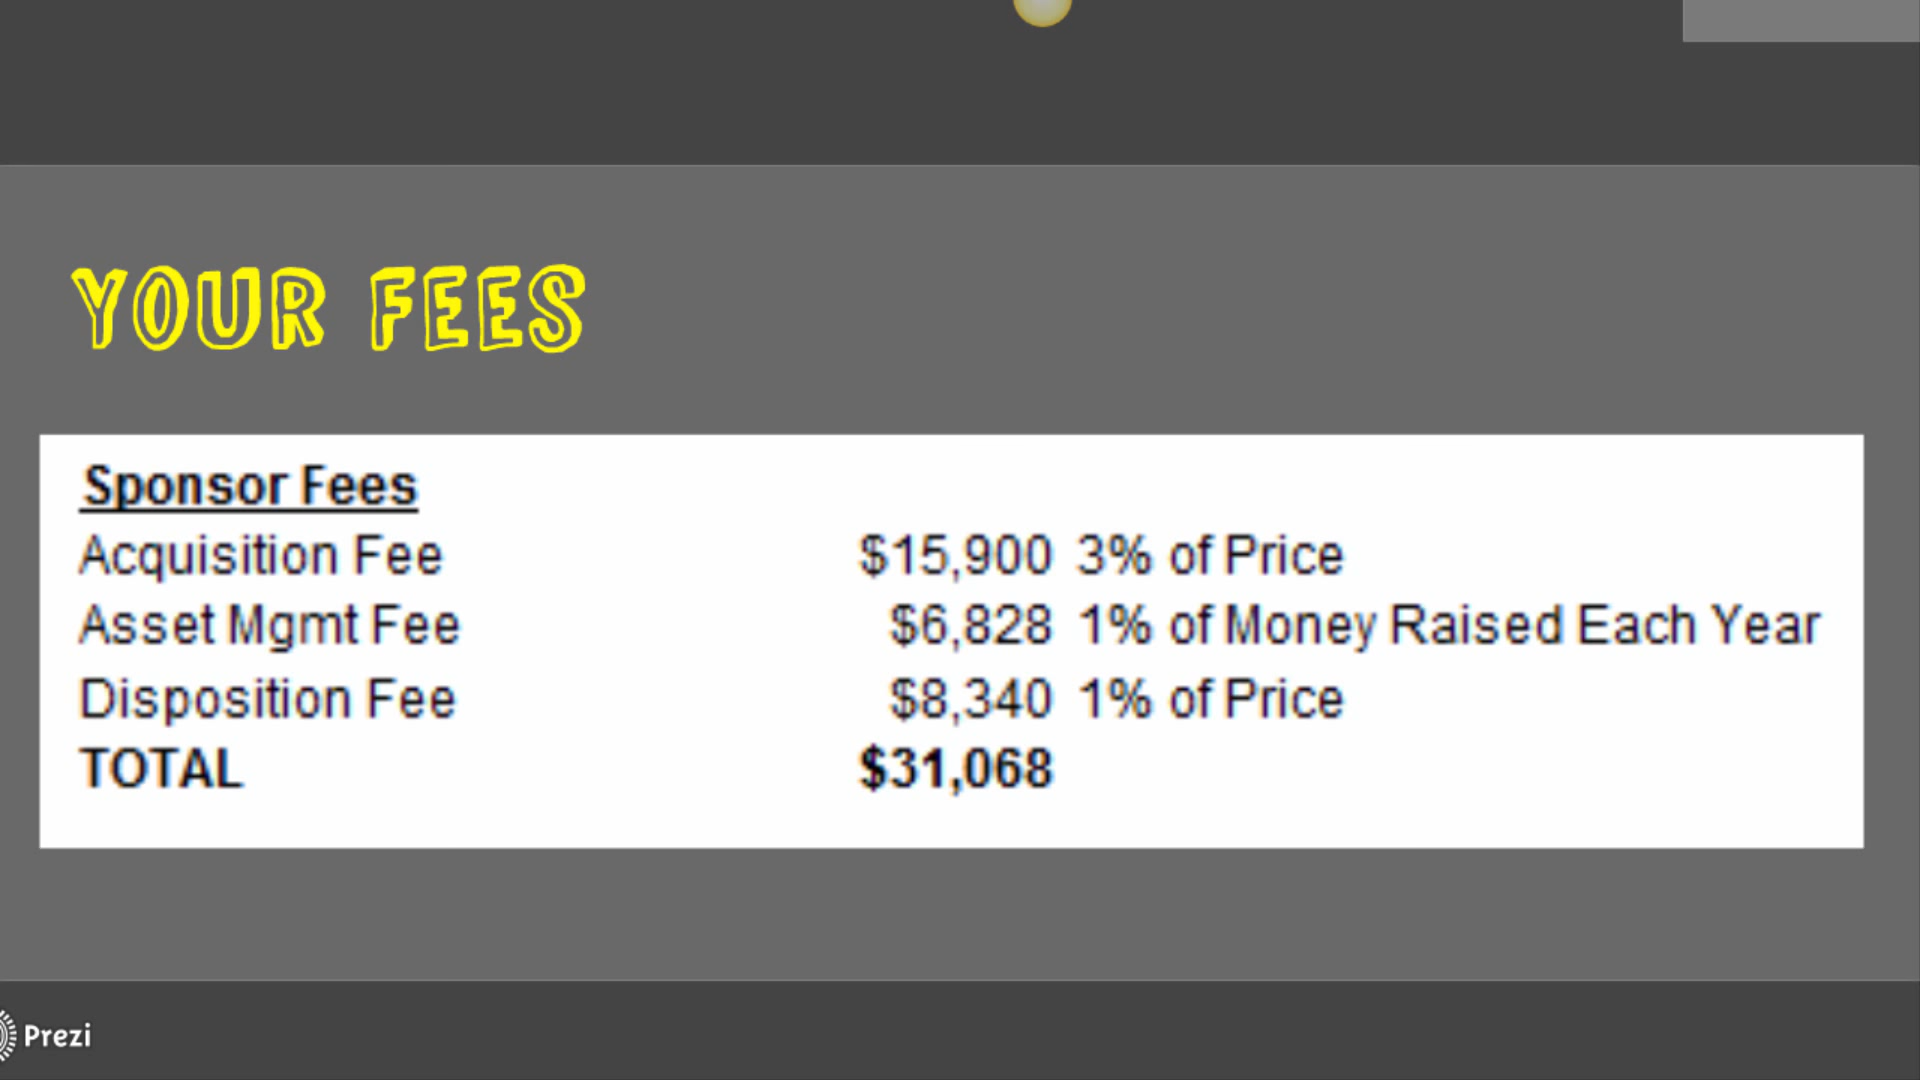 YOUR FEES
Sponsor Fees
Acquisition Fee $15,900 3% of Price
Asset Mgmt Fee $6,828 1% of Money Raised Each Year
Disposition Fee $8,340 1% of Price
TOTAL $31,068
Prezi